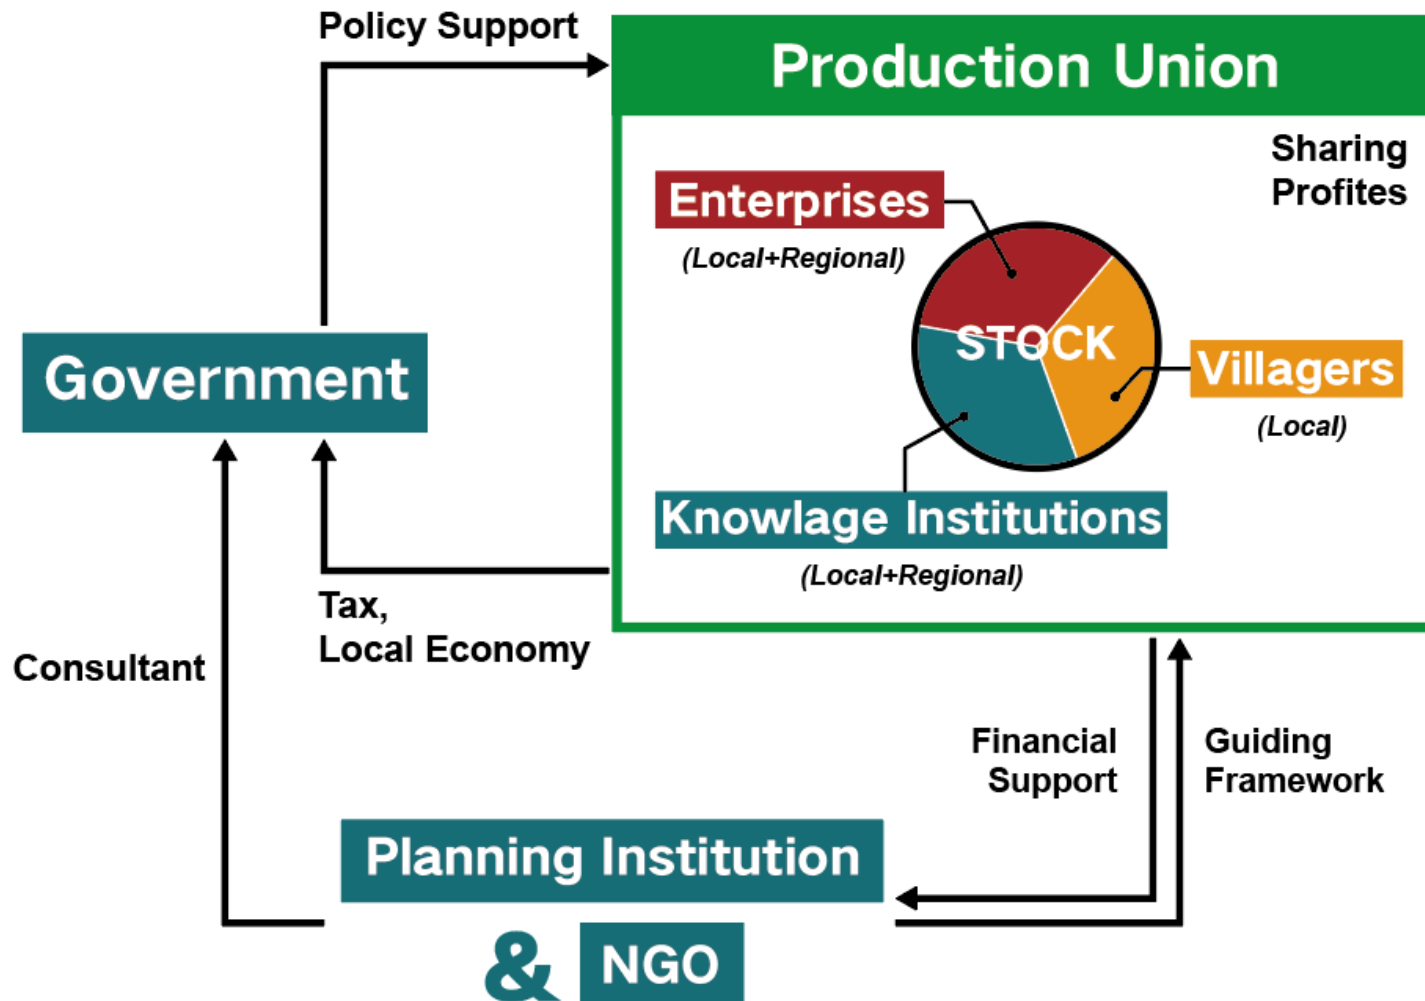 Policy Support
Production Union
Sharing
Profites
Enterprises
(Local+Regional)
STOCK
Villagers
(Local)
Government
Knowlage Institutions
(Local+Regional)
Tax,
Local Economy
Consultant
Financial
Support
Guiding
Framework
Planning Institution
& NGO